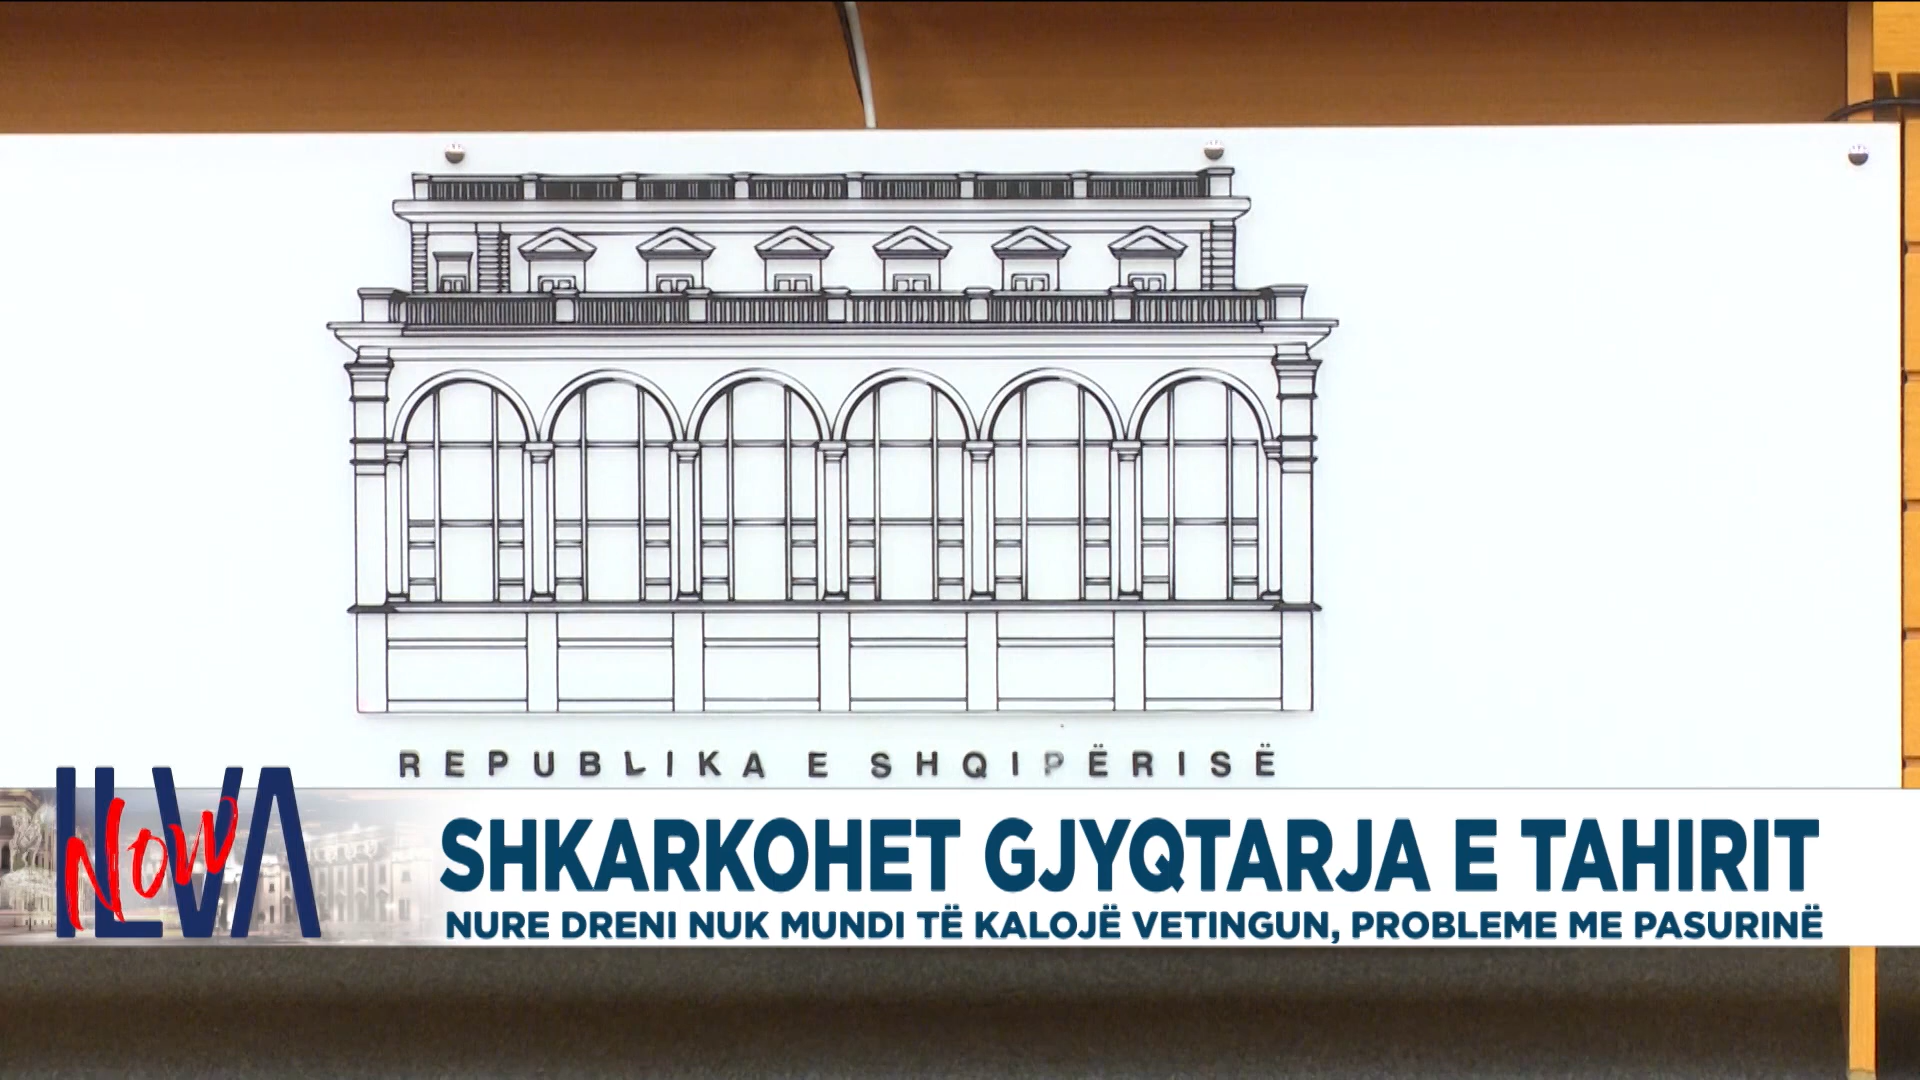 REPUBLIKA E SHQIPËRISË
ILVA
Now
SHKARKOHET GJYQTARJA E TAHIRIT
NURE DRENI NUK MUNDI TË KALOJË VETINGUN, PROBLEME ME PASURINË